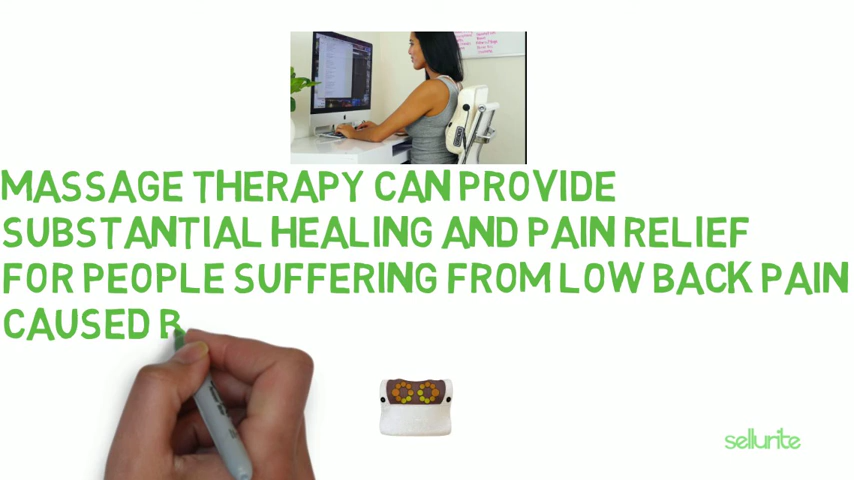 MASSAGE THERAPY CAN PROVIDE
SUBSTANTIAL HEALING AND PAIN RELIEF
FOR PEOPLE SUFFERING FROM LOW BACK PAIN
CAUSED B
sellurite